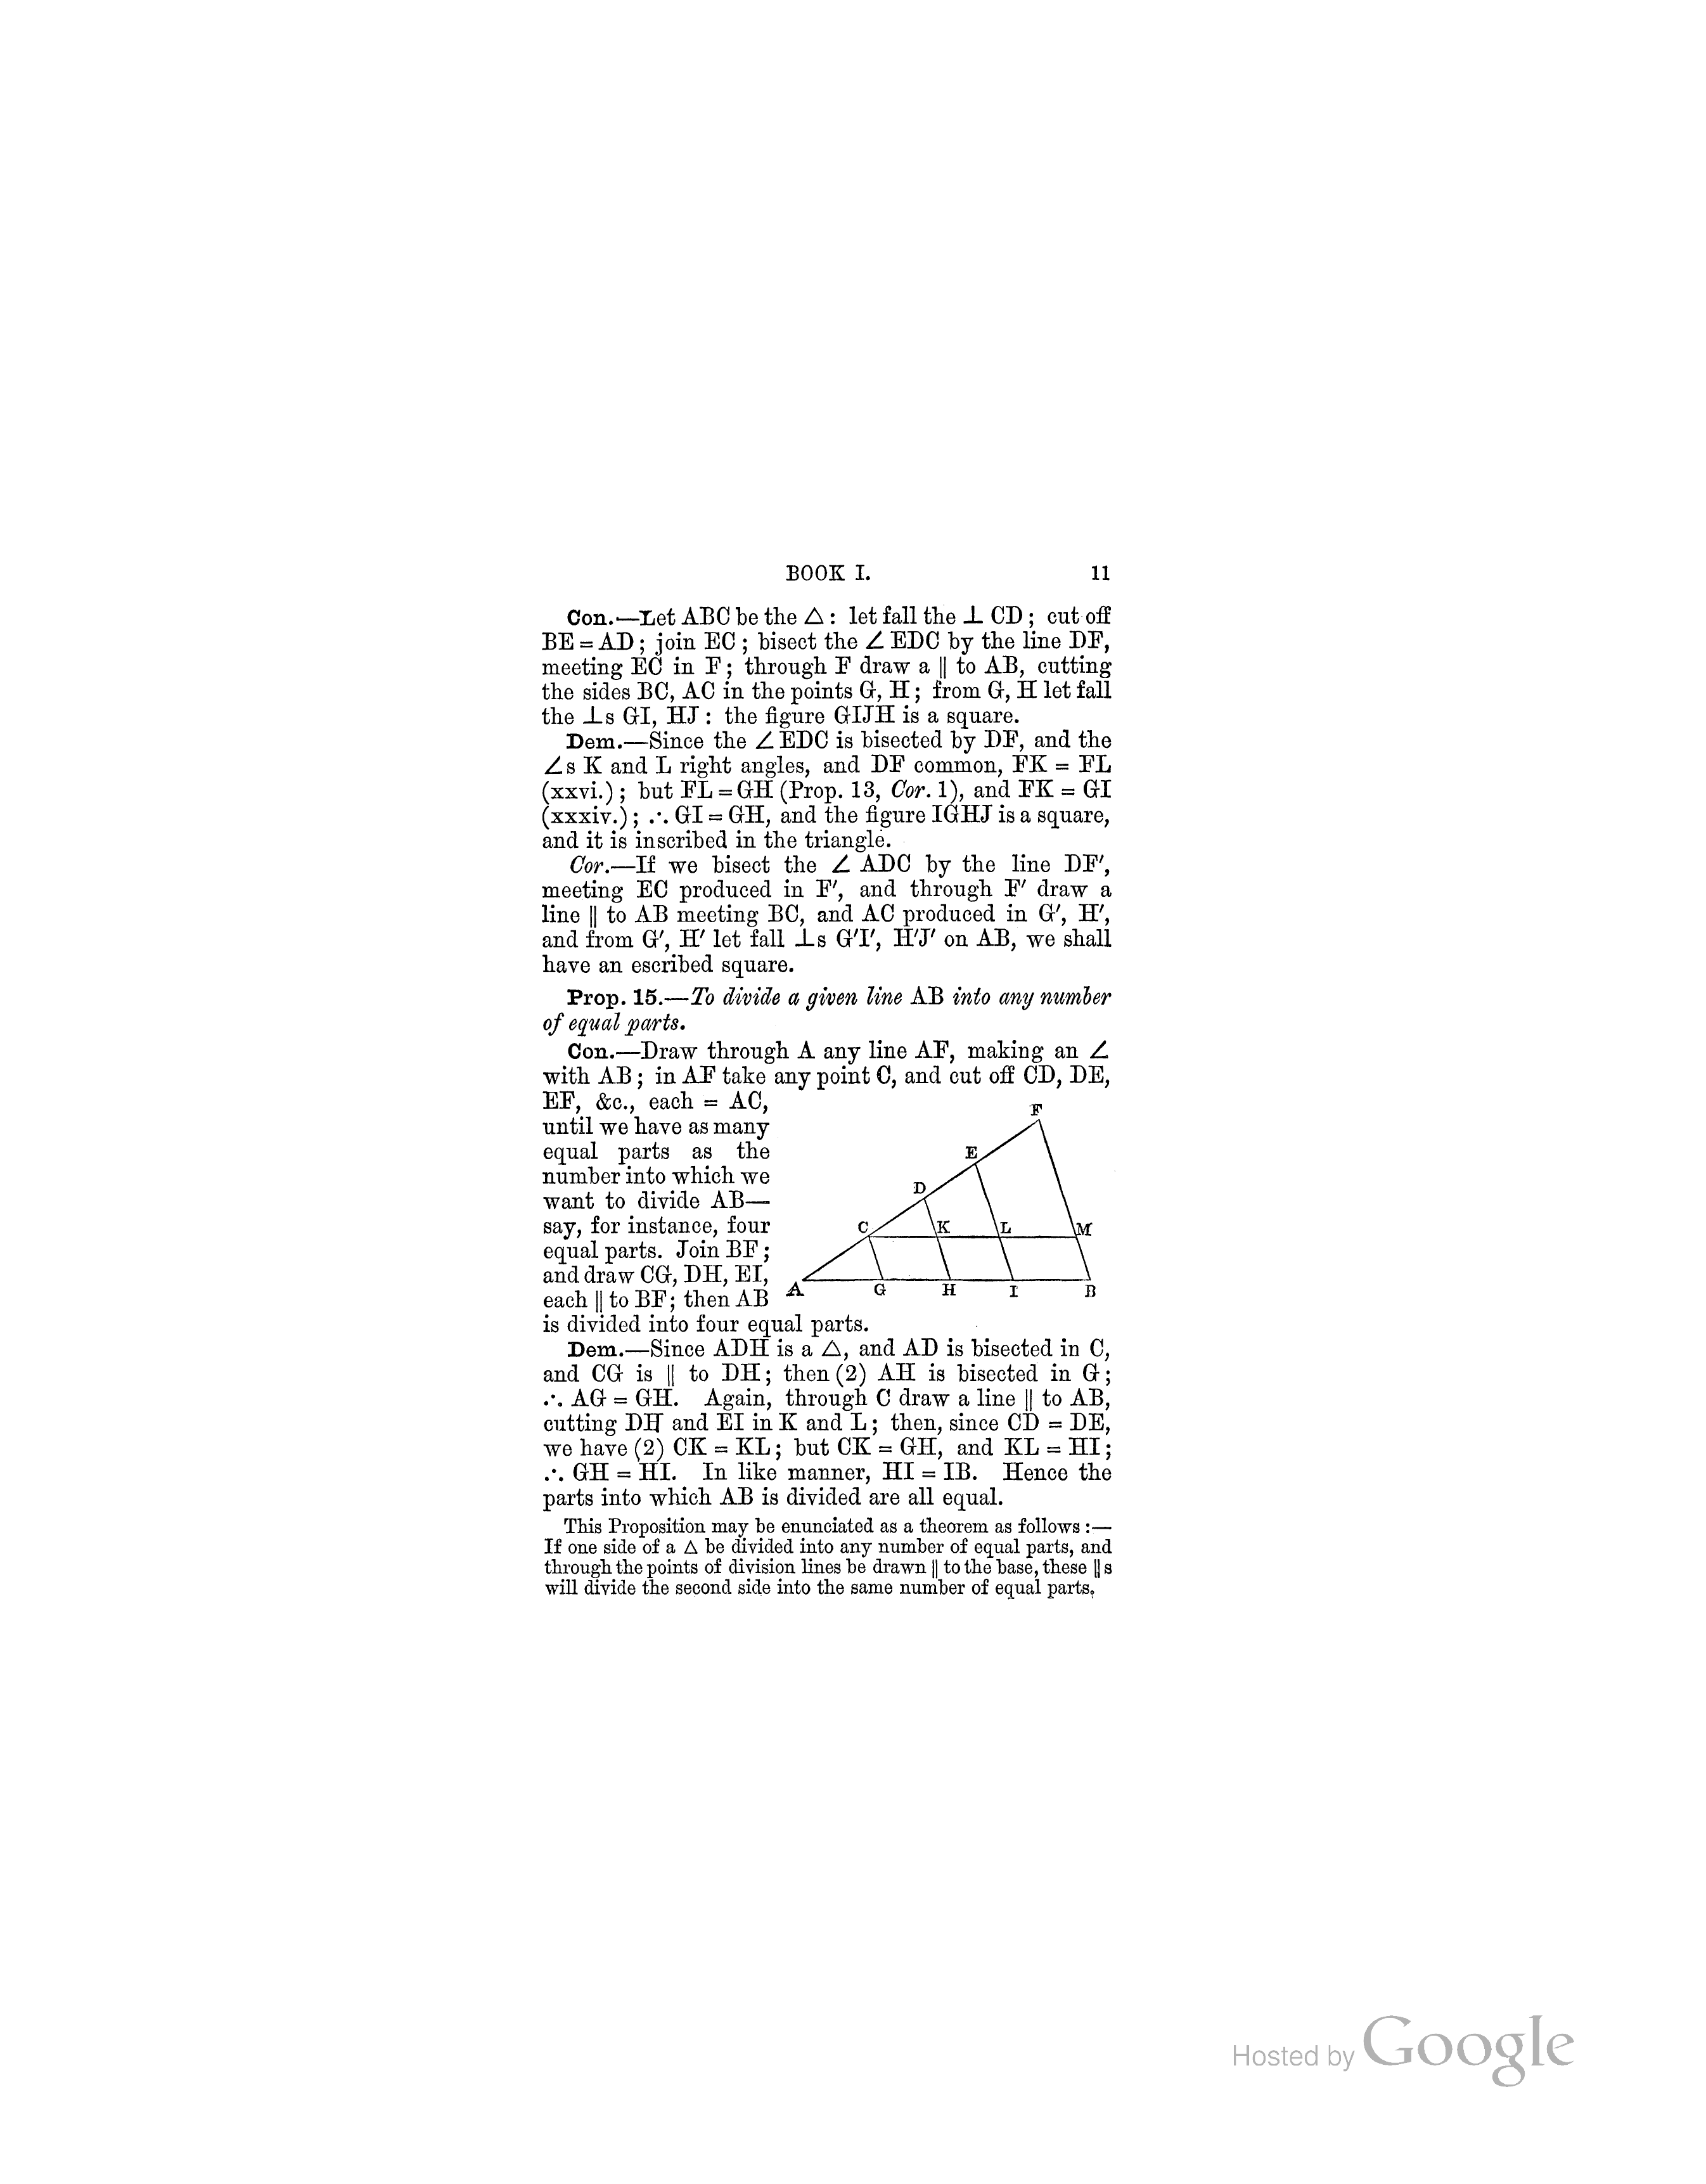 BOOK I. 11
Con.—Let ABC be the △: let fall the ⊥ CD; cut off
BE = AD; join EC; bisect the ∠ EDC by the line DF,
meeting EC in F; through F draw a || to AB, cutting
the sides BC, AC in the points G, H; from G, H let fall
the ⊥s GI, HJ: the figure GIJH is a square.
Dem.—Since the ∠ EDC is bisected by DF, and the
∠s K and L right angles, and DF common, FK = FL
(xxvi.); but FL = GH (Prop. 13, Cor. 1), and FK = GI
(xxxiv.); ∴ GI = GH, and the figure IGHJ is a square,
and it is inscribed in the triangle.
Cor.—If we bisect the ∠ ADC by the line DF′,
meeting EC produced in F′, and through F′ draw a
line || to AB meeting BC, and AC produced in G′, H′,
and from G′, H′ let fall ⊥s G′I′, H′J′ on AB, we shall
have an escribed square.
Prop. 15.—To divide a given line AB into any number
of equal parts.
Con.—Draw through A any line AF, making an ∠
with AB; in AF take any point C, and cut off CD, DE,
EF, &c., each = AC,
until we have as many
equal parts as the
number into which we
want to divide AB—
say, for instance, four
equal parts. Join BF;
and draw CG, DH, EI,
each || to BF; then AB
is divided into four equal parts.
F
E
D
C K L M
A G H I B
Dem.—Since ADH is a △, and AD is bisected in C,
and CG is || to DH; then (2) AH is bisected in G;
∴ AG = GH. Again, through C draw a line || to AB,
cutting DH and EI in K and L; then, since CD = DE,
we have (2) CK = KL; but CK = GH, and KL = HI;
∴ GH = HI. In like manner, HI = IB. Hence the
parts into which AB is divided are all equal.
This Proposition may be enunciated as a theorem as follows:—
If one side of a △ be divided into any number of equal parts, and
through the points of division lines be drawn || to the base, these ||s
will divide the second side into the same number of equal parts.
Hosted by Google